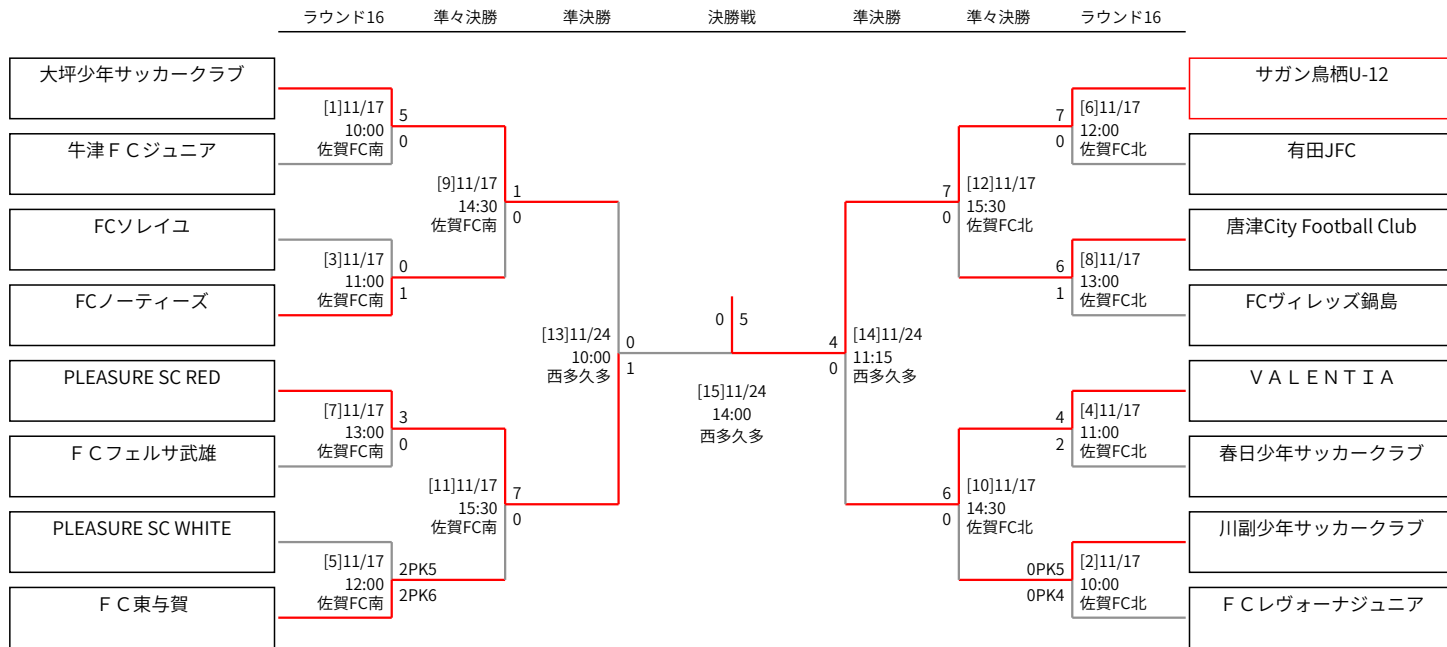 ラウンド16 準々決勝 準決勝 決勝戦 準決勝 準々決勝 ラウンド16
大坪少年サッカークラブ
牛津ＦＣジュニア
[1]11/17
10:00
佐賀FC南
5
0
FCソレイユ
FCノーティーズ
[3]11/17
11:00
佐賀FC南
0
1
[9]11/17
14:30
佐賀FC南
1
0
PLEASURE SC RED
ＦＣフェルサ武雄
[7]11/17
13:00
佐賀FC南
3
0
PLEASURE SC WHITE
ＦＣ東与賀
[5]11/17
12:00
佐賀FC南
2PK5
2PK6
[11]11/17
15:30
佐賀FC南
7
0
[13]11/24
10:00
西多久多
0
1
0 5
[15]11/24
14:00
西多久多
4
0
[14]11/24
11:15
西多久多
7
0
[12]11/17
15:30
佐賀FC北
7
0
[6]11/17
12:00
佐賀FC北
サガン鳥栖U-12
有田JFC
6
1
[8]11/17
13:00
佐賀FC北
唐津City Football Club
FCヴィレッズ鍋島
6
0
[10]11/17
14:30
佐賀FC北
4
2
[4]11/17
11:00
佐賀FC北
ＶＡＬＥＮＴＩＡ
春日少年サッカークラブ
0PK5
0PK4
[2]11/17
10:00
佐賀FC北
川副少年サッカークラブ
ＦＣレヴォーナジュニア